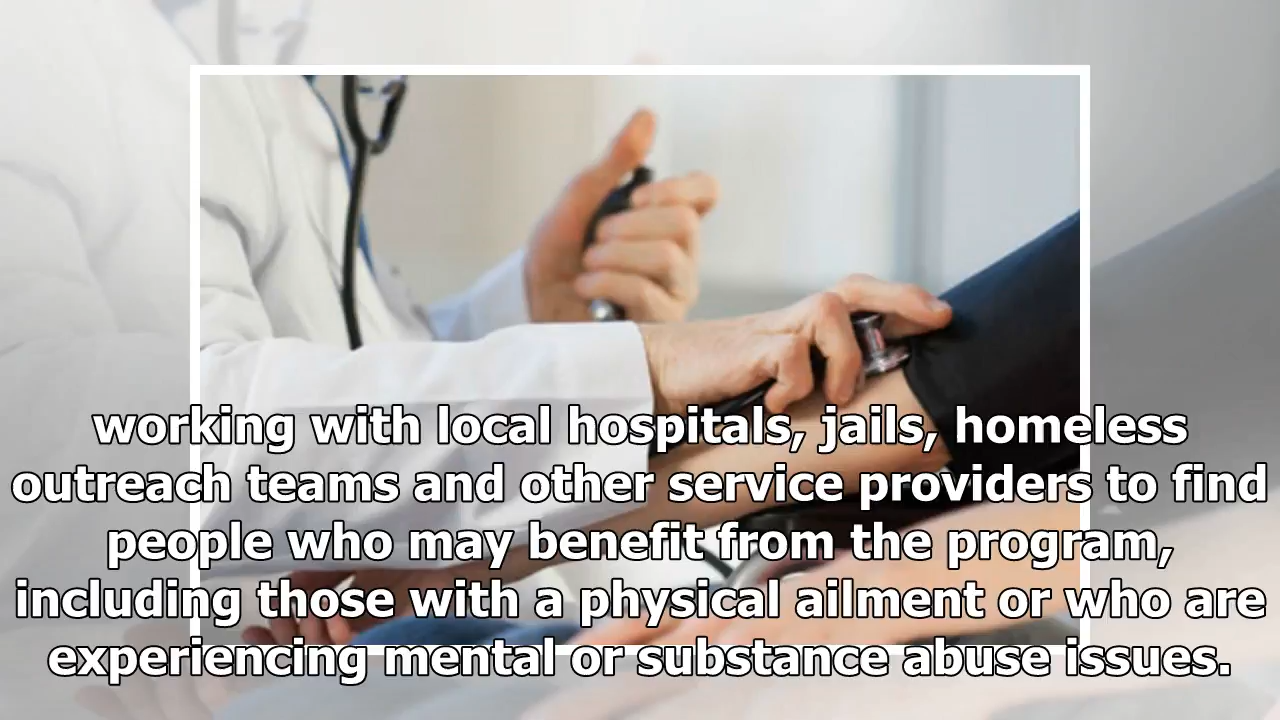 working with local hospitals, jails, homeless
outreach teams and other service providers to find
people who may benefit from the program,
including those with a physical ailment or who are
experiencing mental or substance abuse issues.